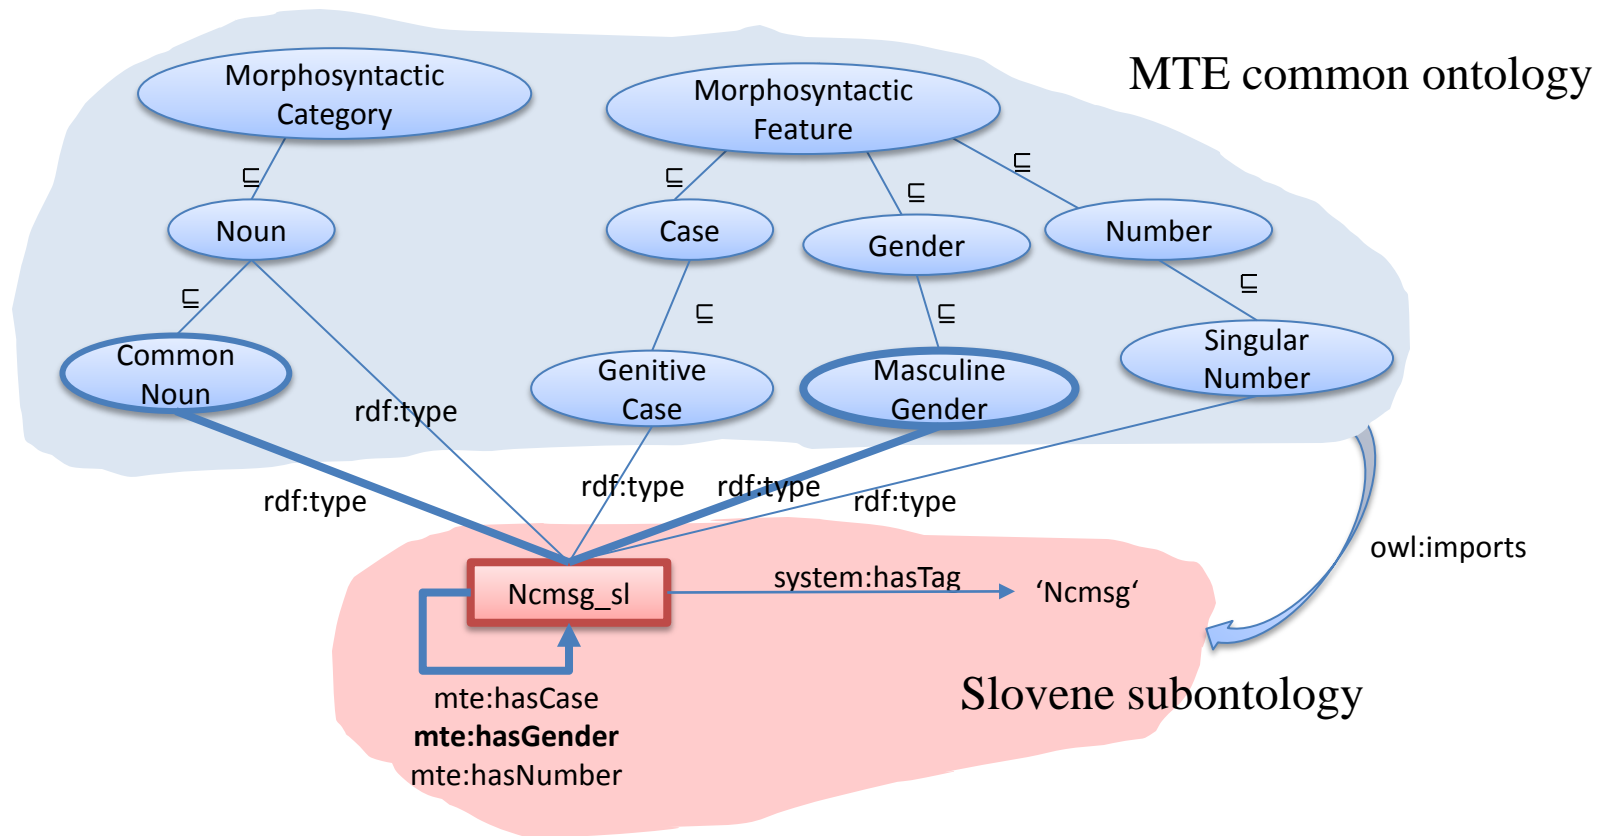 MTE common ontology
Morphosyntactic
Category
Morphosyntactic
Feature
⊑
⊑
⊑
⊑
Noun
Case
Gender
Number
⊑
⊑
⊑
⊑
Common
Noun
Genitive
Case
Masculine
Gender
Singular
Number
rdf:type
rdf:type
rdf:type
rdf:type
rdf:type
owl:imports
Ncmsg_sl
system:hasTag
‘Ncmsg‘
mte:hasCase
mte:hasGender
mte:hasNumber
Slovene subontology